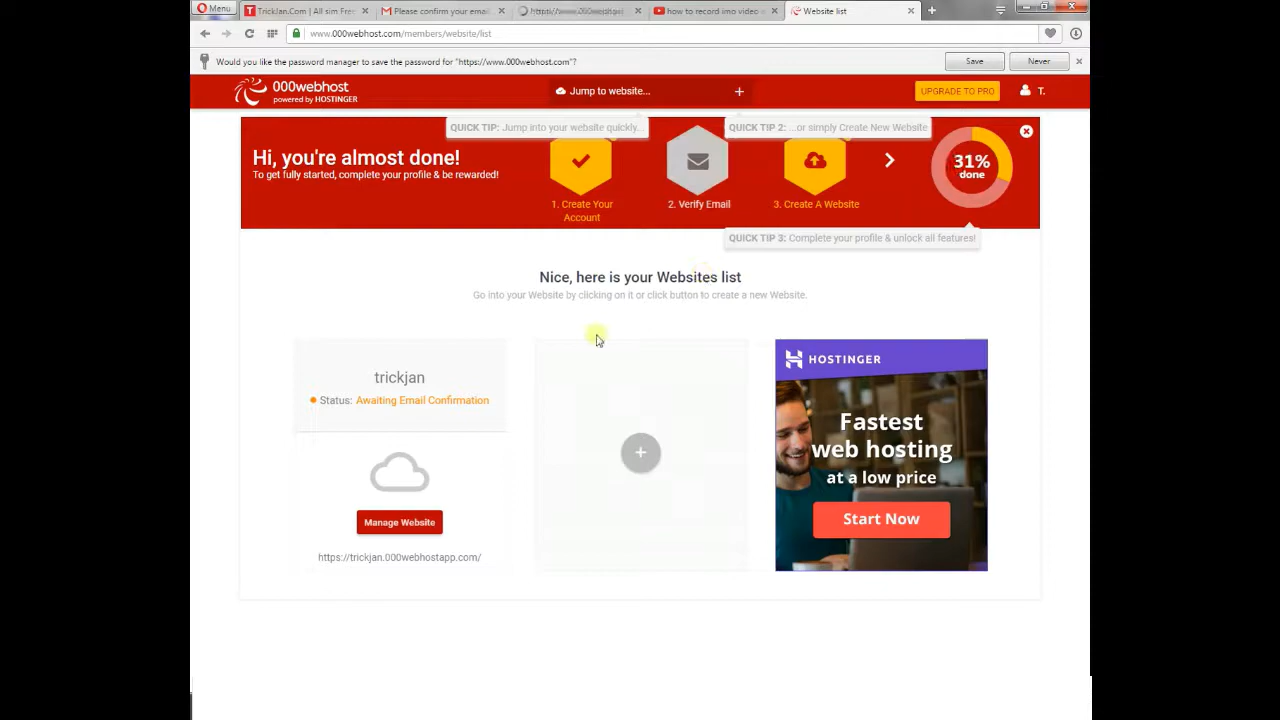 Menu
TrickJan.Com | All sim Fre
Please confirm your email
https://www.000webhost
how to record imo video
Website list
www.000webhost.com/members/website/list
Would you like the password manager to save the password for "https://www.000webhost.com"?
Save
Never
000webhost
powered by HOSTINGER
Jump to website...
+
UPGRADE TO PRO
T.
QUICK TIP: Jump into your website quickly...
QUICK TIP 2: ...or simply Create New Website
Hi, you're almost done!
To get fully started, complete your profile & be rewarded!
1. Create Your
Account
2. Verify Email
3. Create A Website
31%
done
QUICK TIP 3: Complete your profile & unlock all features!
Nice, here is your Websites list
Go into your Website by clicking on it or click button to create a new Website.
trickjan
Status: Awaiting Email Confirmation
Manage Website
https://trickjan.000webhostapp.com/
+
HOSTINGER
Fastest
web hosting
at a low price
Start Now